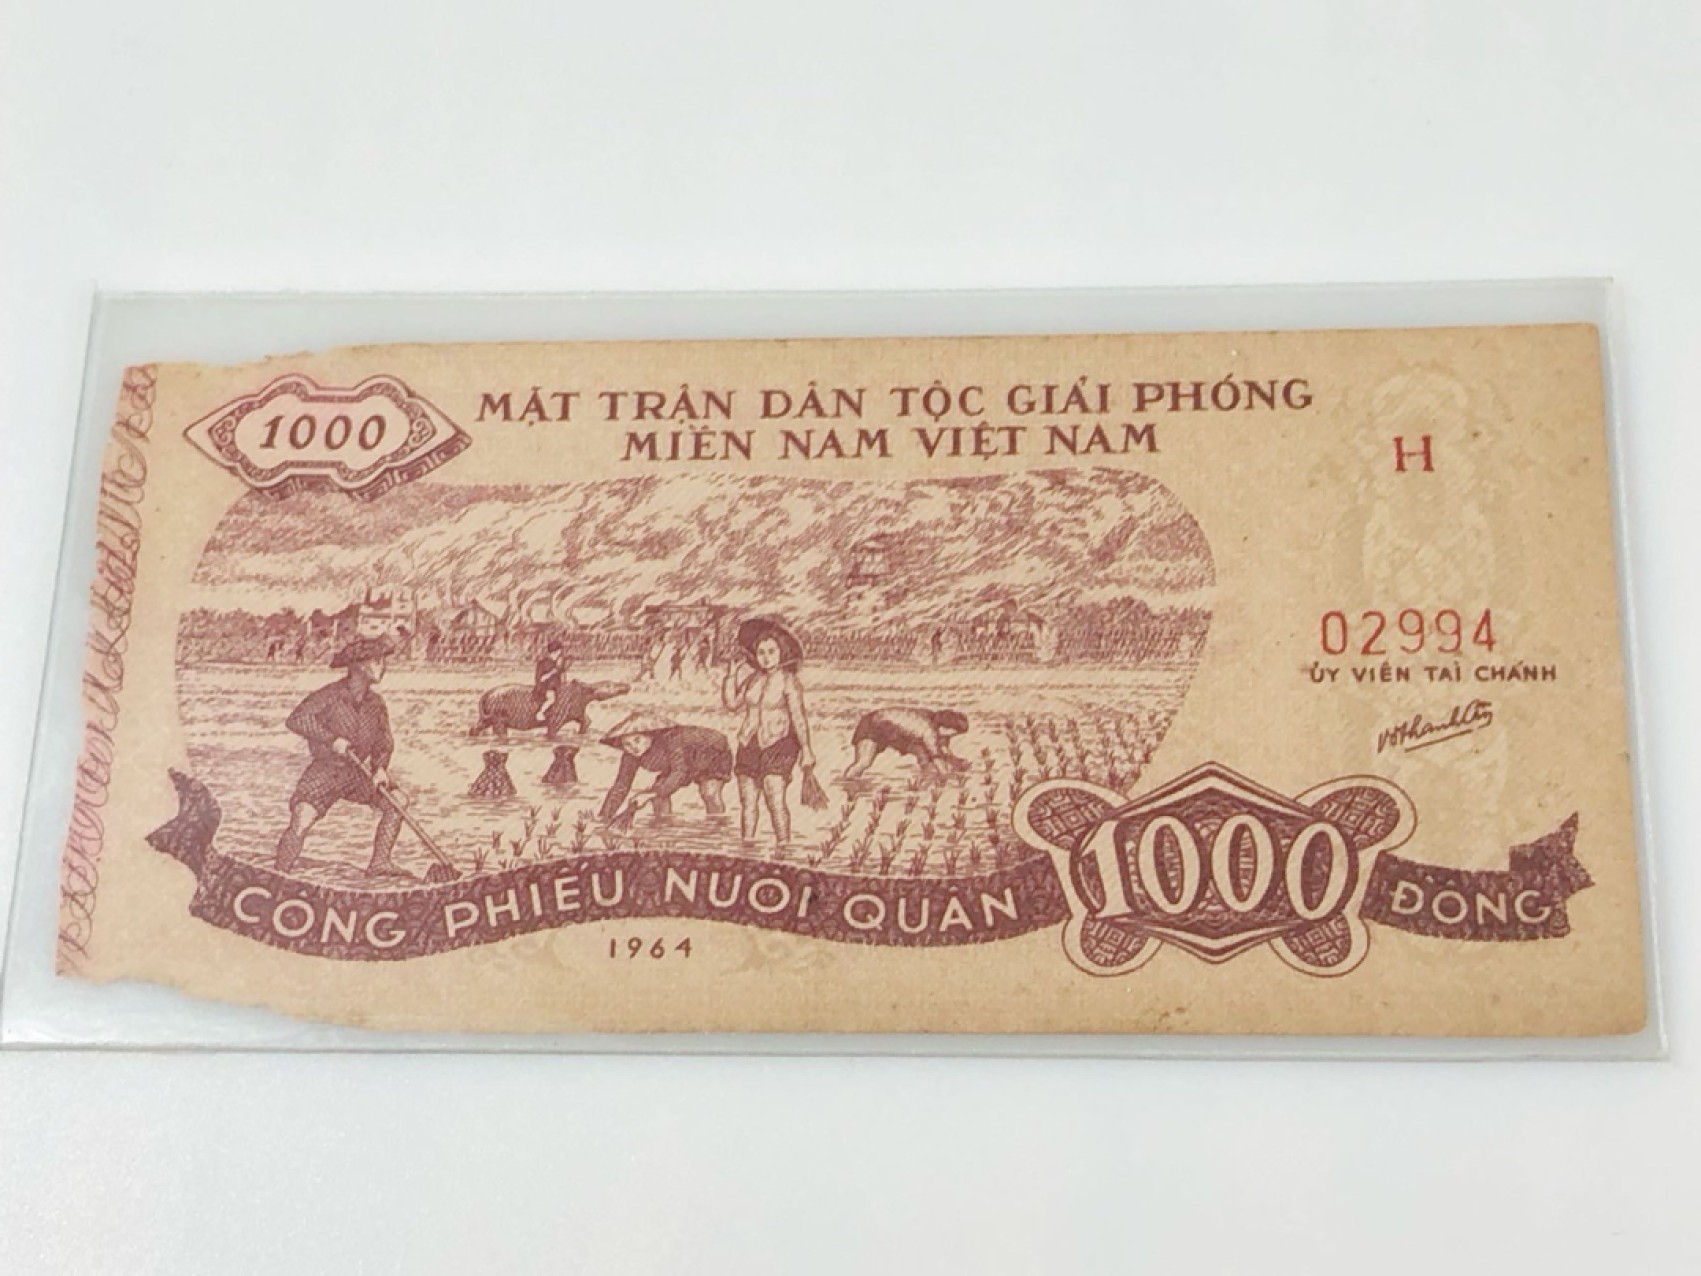 1000
MẶT TRẬN DÂN TỘC GIẢI PHÓNG
MIỀN NAM VIỆT NAM
H
02994
ỦY VIÊN TÀI CHÁNH
CÔNG PHIẾU NUÔI QUÂN 1000 ĐỒNG
1964